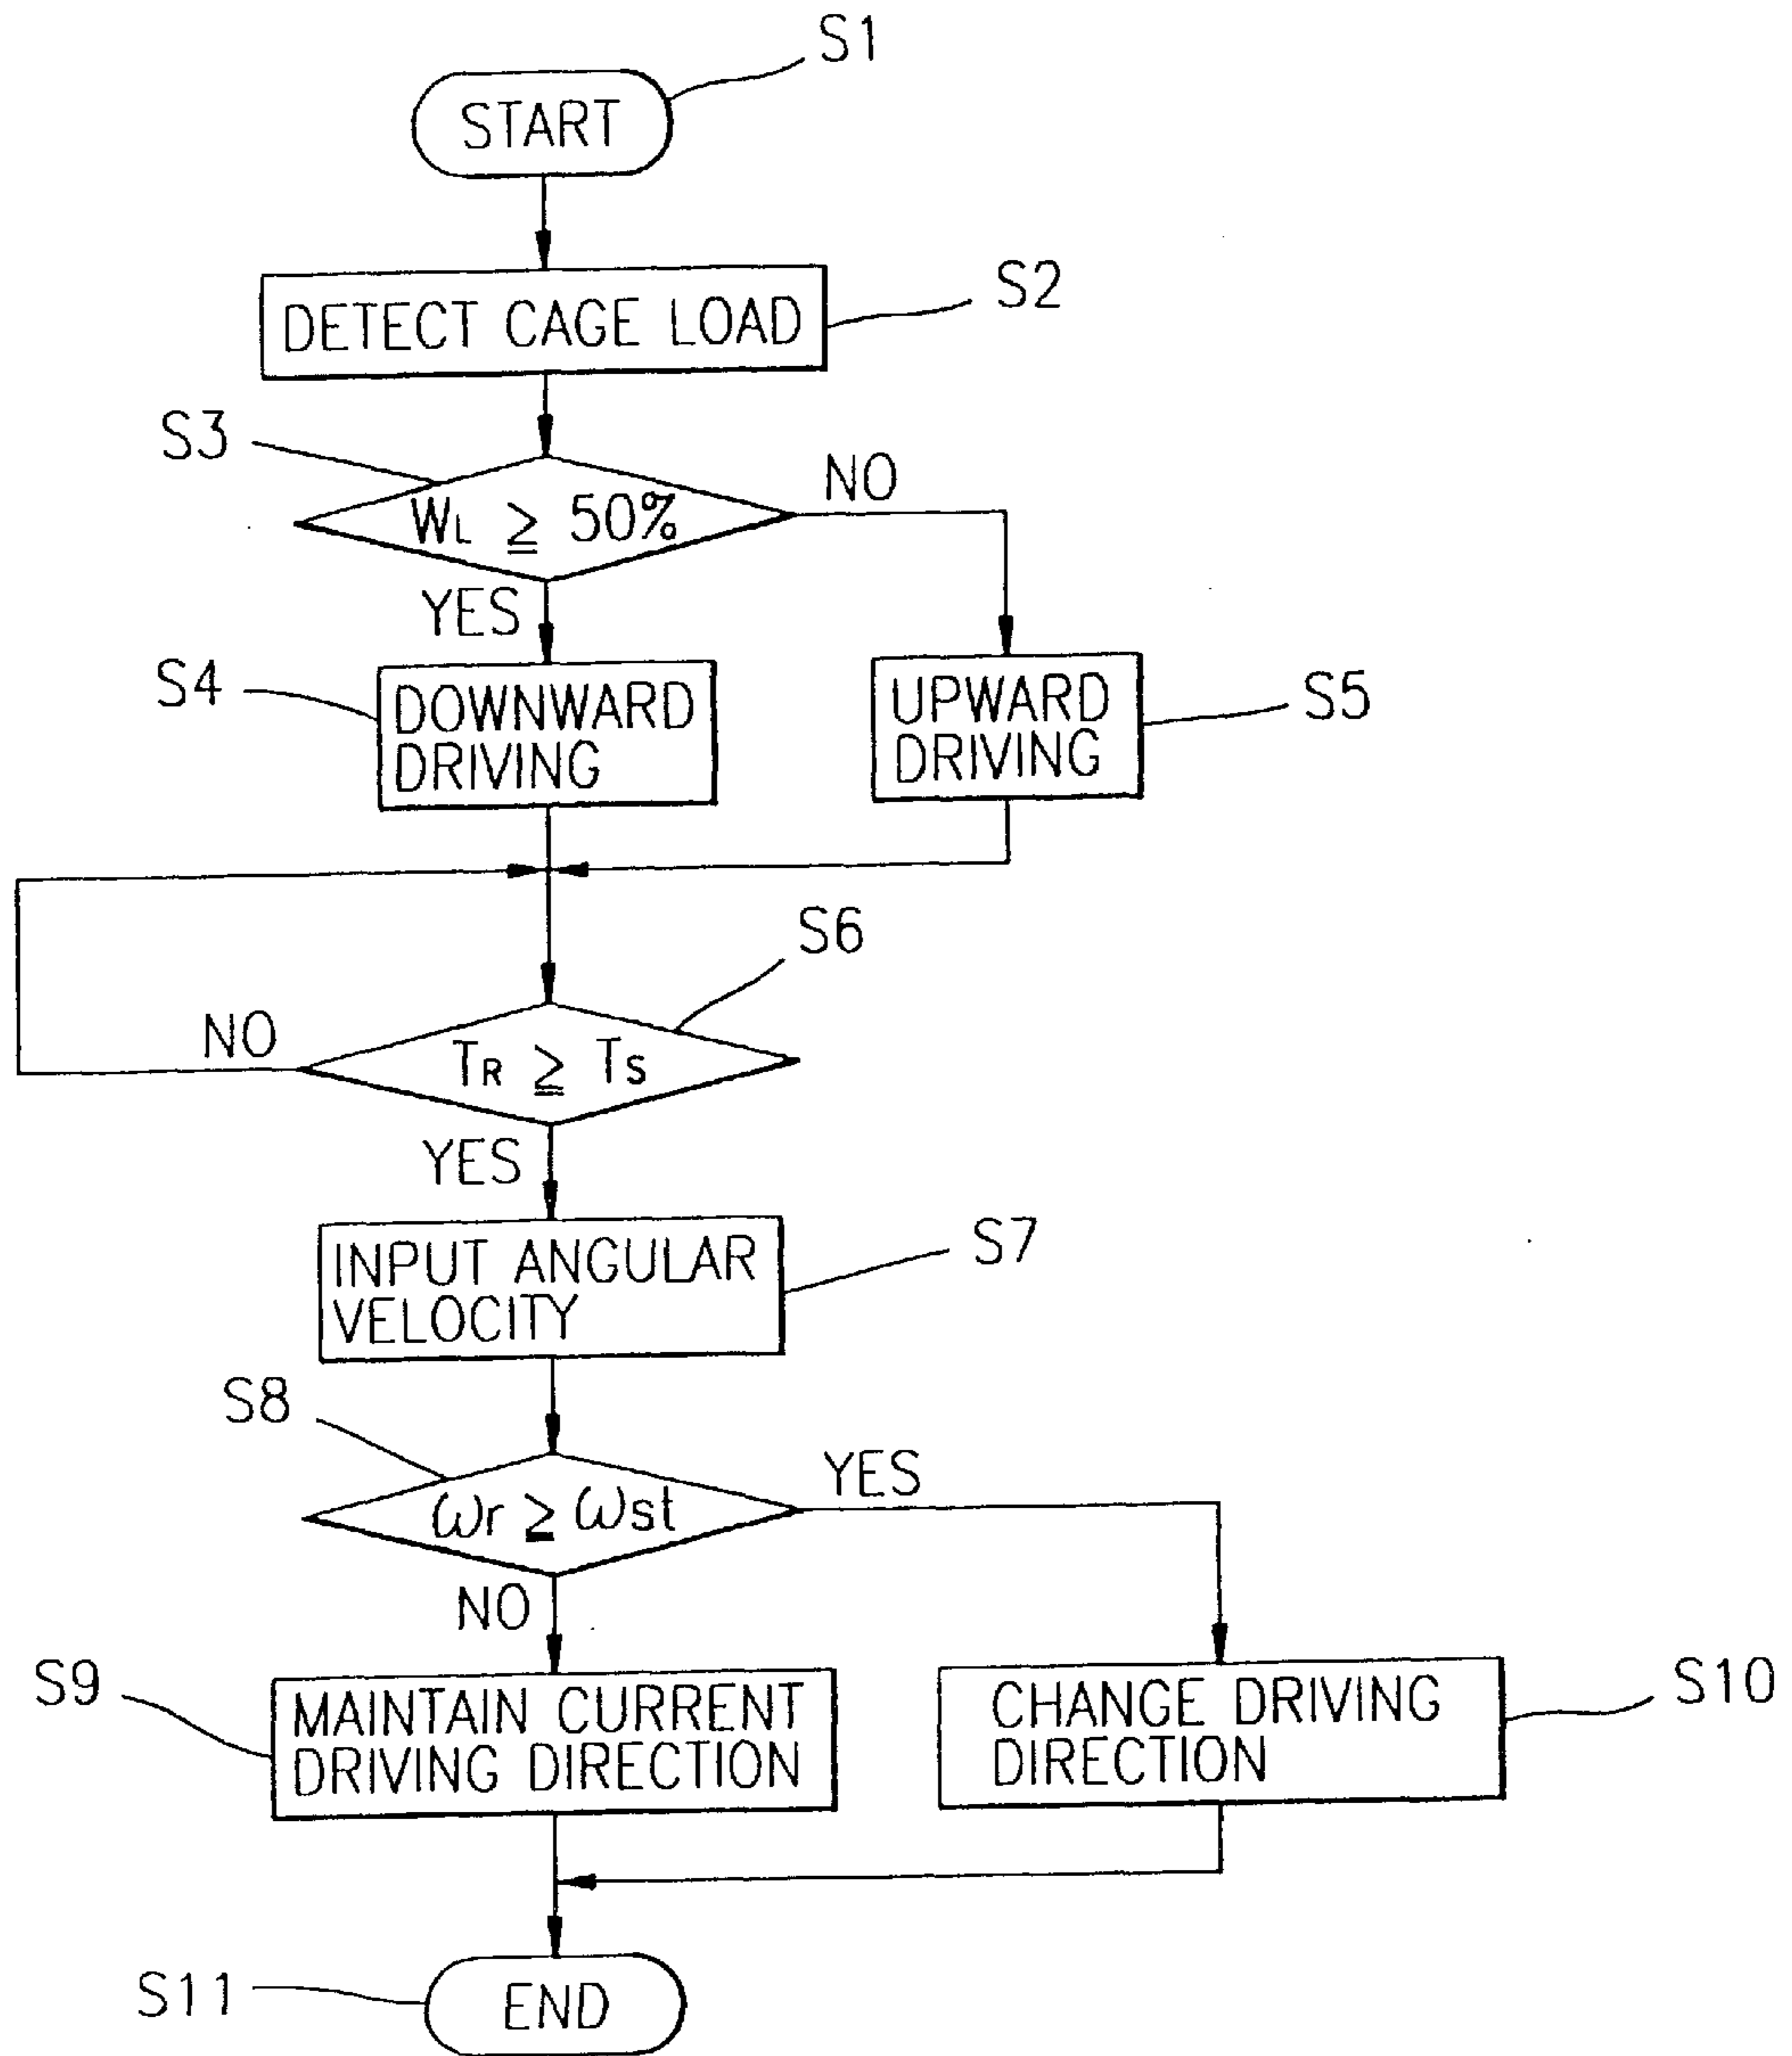 S1
START
S2
DETECT CAGE LOAD
S3
NO
WL ≧ 50%
YES
S4
DOWNWARD
DRIVING
UPWARD
DRIVING
S5
S6
NO
TR ≧ TS
YES
INPUT ANGULAR
VELOCITY
S7
S8
YES
ωr ≥ ωst
NO
S9
MAINTAIN CURRENT
DRIVING DIRECTION
CHANGE DRIVING
DIRECTION
S10
S11
END